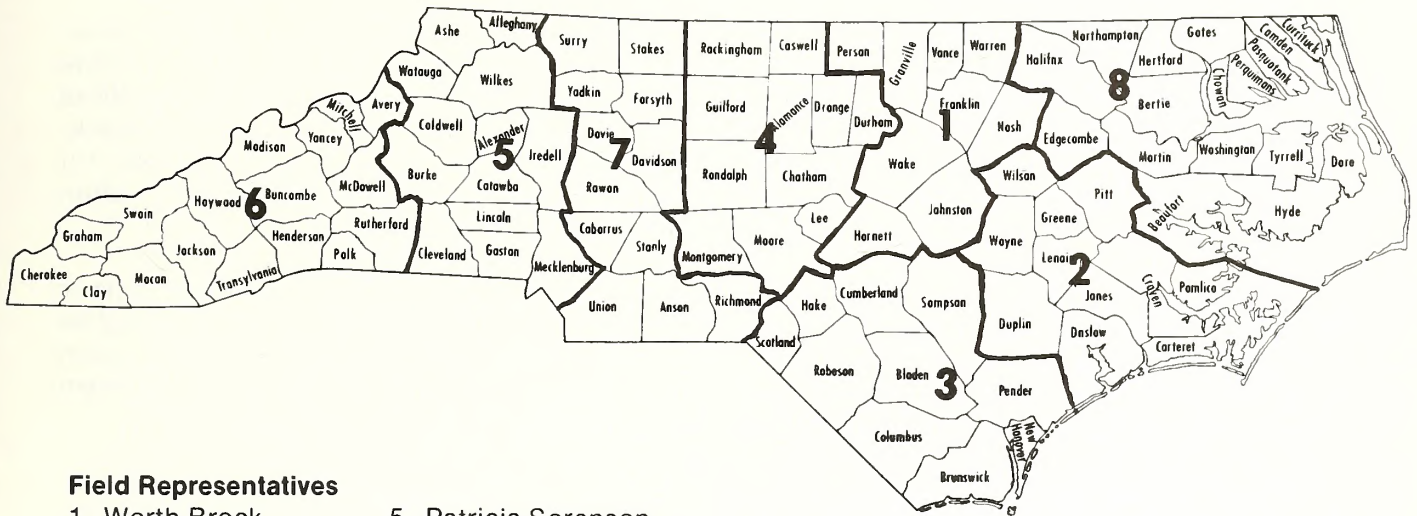 Ashe
Alleghany
Surry
Stokes
Rockingham
Caswell
Person
Granville
Vance
Warren
Halifax
Northampton
Gates
Hertford
Currituck
Camden
Pasquotank
Perquimans
Chowan
Bertie
8
Watauga
Wilkes
Yadkin
Forsyth
Guilford
Alamance
Orange
Durham
4
Franklin
1
Nash
Edgecombe
Martin
Washington
Tyrrell
Dare
Mitchell
Avery
Caldwell
Alexander
5
Iredell
Davie
7
Davidson
Madison
Yancey
Burke
Catawba
Rowan
Randolph
Chatham
Wake
Wilson
Pitt
Beaufort
Hyde
Haywood
6
Buncombe
McDowell
Swain
Graham
Jackson
Henderson
Rutherford
Lincoln
Cabarrus
Stanly
Montgomery
Moore
Lee
Harnett
Johnston
Greene
Wayne
Lenoir
2
Cherokee
Clay
Macon
Transylvania
Polk
Cleveland
Gaston
Mecklenburg
Union
Anson
Richmond
Scotland
Hoke
Cumberland
Sampson
Duplin
Jones
Craven
Pamlico
Onslow
Carteret
Robeson
Bladen
3
Pender
Columbus
New
Hanover
Brunswick
Field Representatives
1 Worth Brock
5 Patricia Sorensen